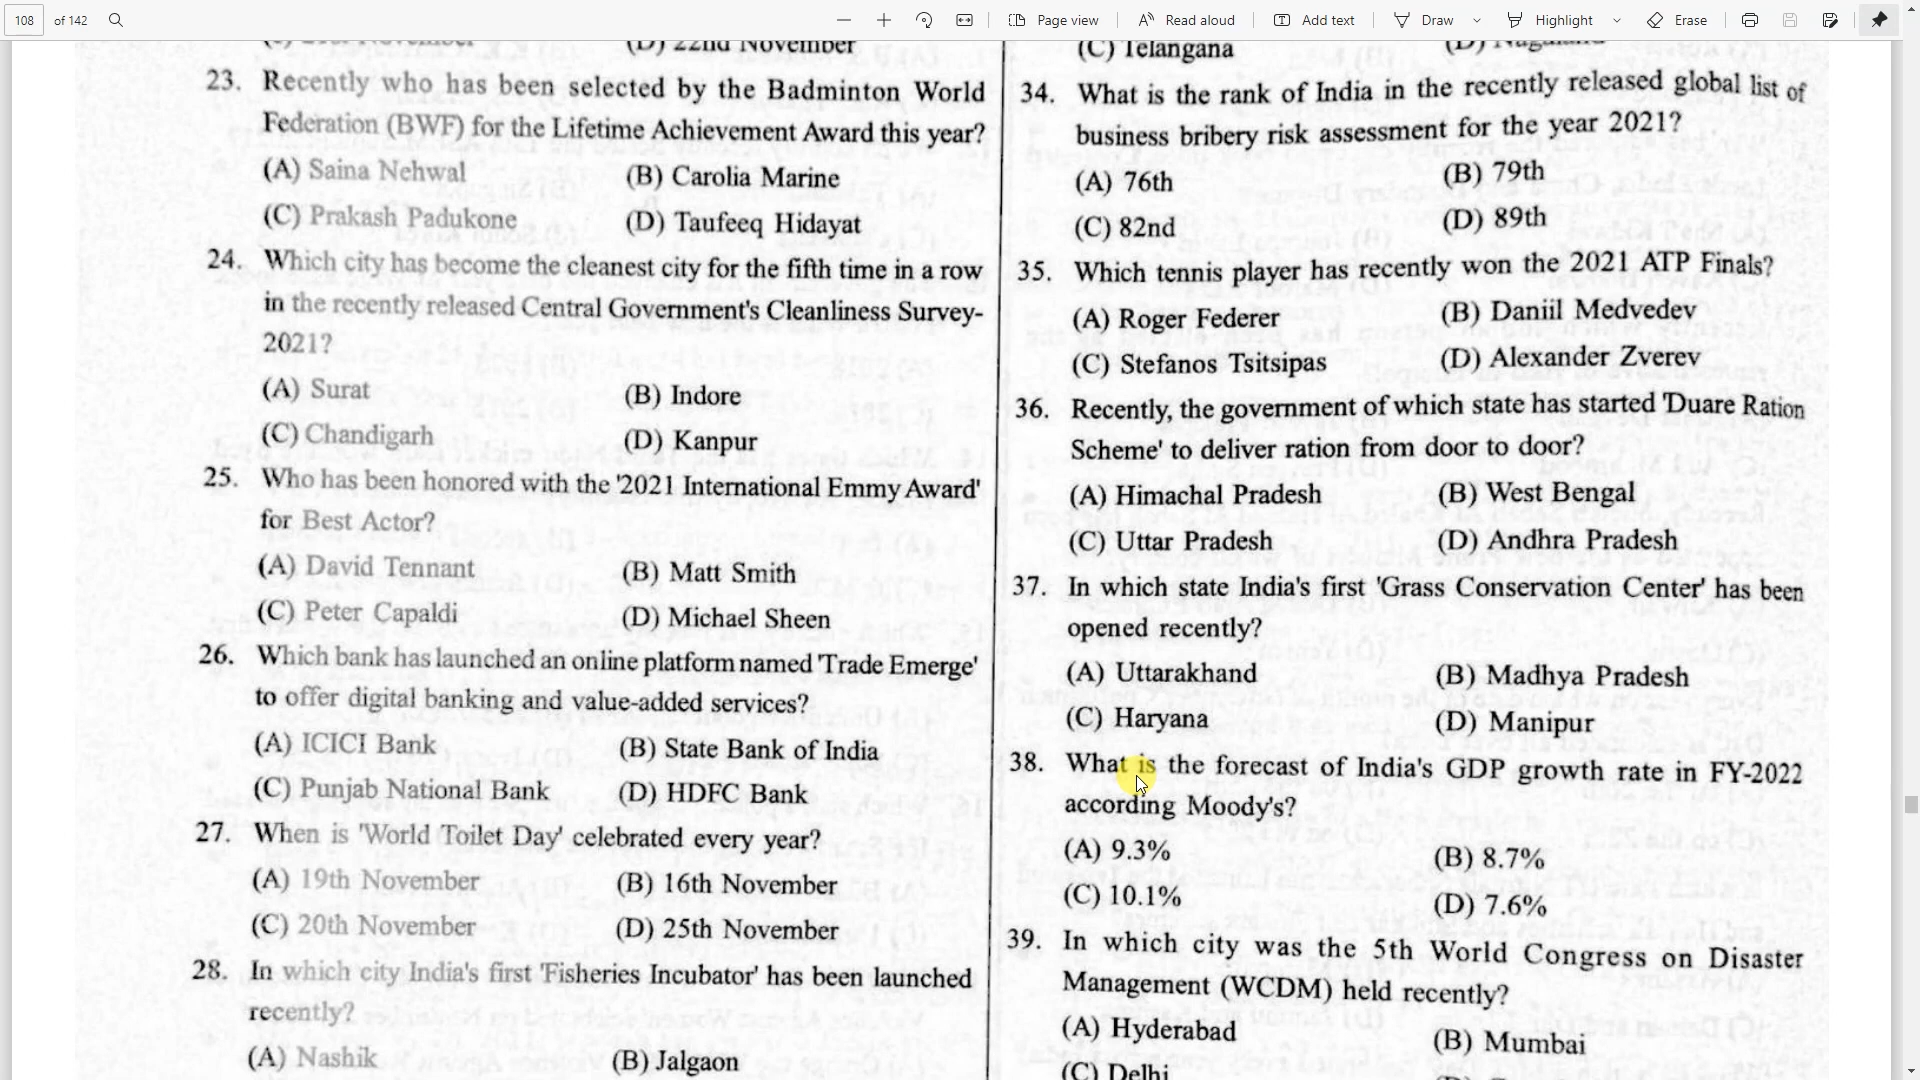 108 of 142 Page view Read aloud Add text Draw Highlight Erase
(D) 22nd November
23. Recently who has been selected by the Badminton World
Federation (BWF) for the Lifetime Achievement Award this year?
(A) Saina Nehwal (B) Carolia Marine
(C) Prakash Padukone (D) Taufeeq Hidayat
24. Which city has become the cleanest city for the fifth time in a row
in the recently released Central Government's Cleanliness Survey-
2021?
(A) Surat (B) Indore
(C) Chandigarh (D) Kanpur
25. Who has been honored with the '2021 International Emmy Award'
for Best Actor?
(A) David Tennant (B) Matt Smith
(C) Peter Capaldi (D) Michael Sheen
26. Which bank has launched an online platform named 'Trade Emerge'
to offer digital banking and value-added services?
(A) ICICI Bank (B) State Bank of India
(C) Punjab National Bank (D) HDFC Bank
27. When is 'World Toilet Day' celebrated every year?
(A) 19th November (B) 16th November
(C) 20th November (D) 25th November
28. In which city India's first 'Fisheries Incubator' has been launched
recently?
(A) Nashik (B) Jalgaon
(C) Telangana (D)
34. What is the rank of India in the recently released global list of
business bribery risk assessment for the year 2021?
(A) 76th (B) 79th
(C) 82nd (D) 89th
35. Which tennis player has recently won the 2021 ATP Finals?
(A) Roger Federer (B) Daniil Medvedev
(C) Stefanos Tsitsipas (D) Alexander Zverev
36. Recently, the government of which state has started 'Duare Ration
Scheme' to deliver ration from door to door?
(A) Himachal Pradesh (B) West Bengal
(C) Uttar Pradesh (D) Andhra Pradesh
37. In which state India's first 'Grass Conservation Center' has been
opened recently?
(A) Uttarakhand (B) Madhya Pradesh
(C) Haryana (D) Manipur
38. What is the forecast of India's GDP growth rate in FY-2022
according Moody's?
(A) 9.3% (B) 8.7%
(C) 10.1% (D) 7.6%
39. In which city was the 5th World Congress on Disaster
Management (WCDM) held recently?
(A) Hyderabad (B) Mumbai
(C) Delhi